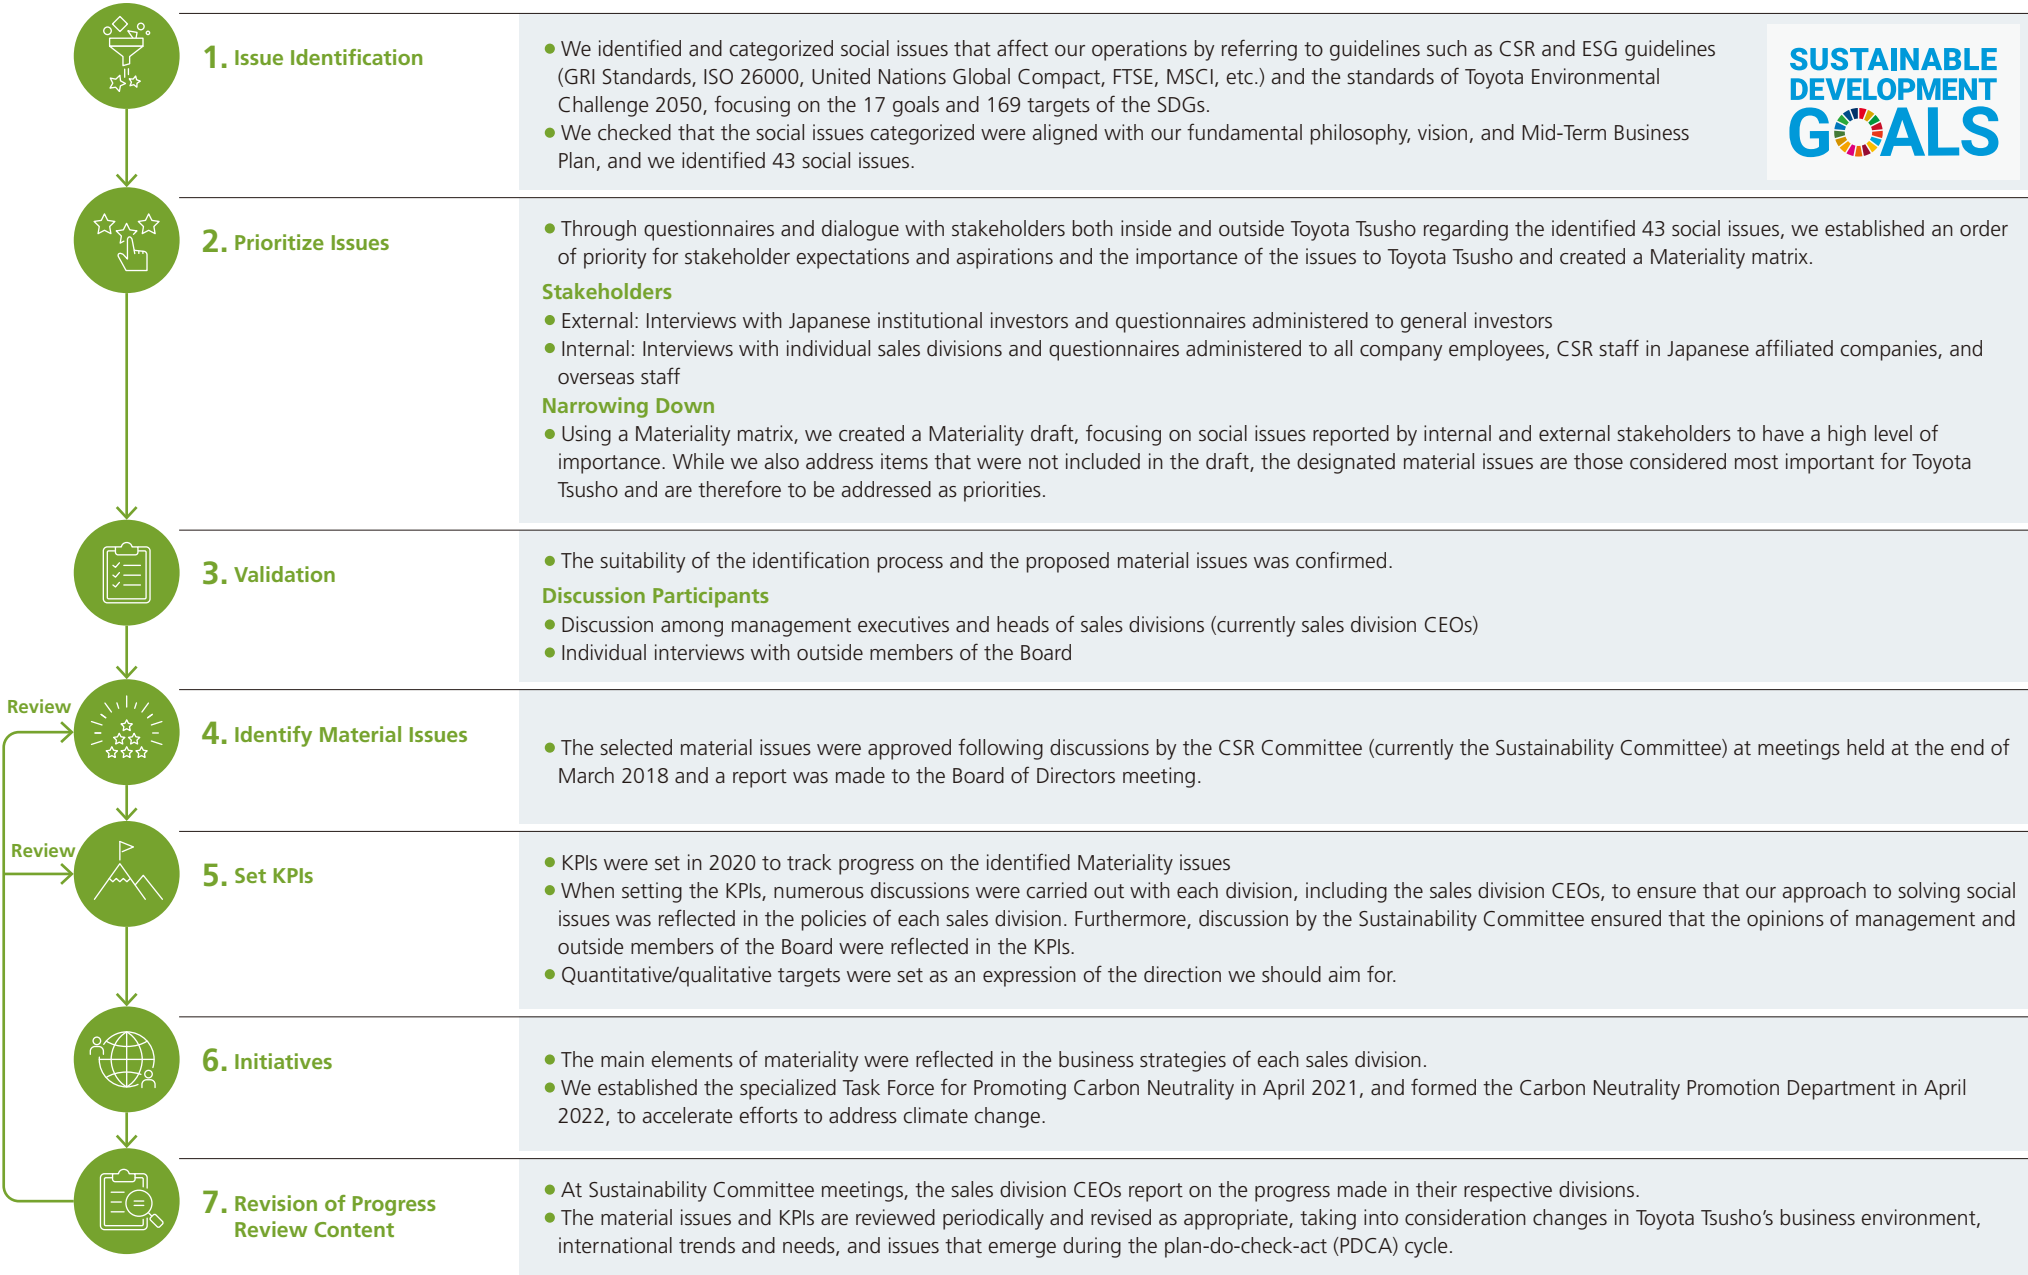 1. Issue Identification
● We identified and categorized social issues that affect our operations by referring to guidelines such as CSR and ESG guidelines
(GRI Standards, ISO 26000, United Nations Global Compact, FTSE, MSCI, etc.) and the standards of Toyota Environmental
Challenge 2050, focusing on the 17 goals and 169 targets of the SDGs.
● We checked that the social issues categorized were aligned with our fundamental philosophy, vision, and Mid-Term Business
Plan, and we identified 43 social issues.
SUSTAINABLE
DEVELOPMENT
GOALS
2. Prioritize Issues
● Through questionnaires and dialogue with stakeholders both inside and outside Toyota Tsusho regarding the identified 43 social issues, we established an order
of priority for stakeholder expectations and aspirations and the importance of the issues to Toyota Tsusho and created a Materiality matrix.
Stakeholders
● External: Interviews with Japanese institutional investors and questionnaires administered to general investors
● Internal: Interviews with individual sales divisions and questionnaires administered to all company employees, CSR staff in Japanese affiliated companies, and
overseas staff
Narrowing Down
● Using a Materiality matrix, we created a Materiality draft, focusing on social issues reported by internal and external stakeholders to have a high level of
importance. While we also address items that were not included in the draft, the designated material issues are those considered most important for Toyota
Tsusho and are therefore to be addressed as priorities.
3. Validation
● The suitability of the identification process and the proposed material issues was confirmed.
Discussion Participants
● Discussion among management executives and heads of sales divisions (currently sales division CEOs)
● Individual interviews with outside members of the Board
Review
4. Identify Material Issues
● The selected material issues were approved following discussions by the CSR Committee (currently the Sustainability Committee) at meetings held at the end of
March 2018 and a report was made to the Board of Directors meeting.
Review
5. Set KPIs
● KPIs were set in 2020 to track progress on the identified Materiality issues
● When setting the KPIs, numerous discussions were carried out with each division, including the sales division CEOs, to ensure that our approach to solving social
issues was reflected in the policies of each sales division. Furthermore, discussion by the Sustainability Committee ensured that the opinions of management and
outside members of the Board were reflected in the KPIs.
● Quantitative/qualitative targets were set as an expression of the direction we should aim for.
6. Initiatives
● The main elements of materiality were reflected in the business strategies of each sales division.
● We established the specialized Task Force for Promoting Carbon Neutrality in April 2021, and formed the Carbon Neutrality Promotion Department in April
2022, to accelerate efforts to address climate change.
7. Revision of Progress
Review Content
● At Sustainability Committee meetings, the sales division CEOs report on the progress made in their respective divisions.
● The material issues and KPIs are reviewed periodically and revised as appropriate, taking into consideration changes in Toyota Tsusho’s business environment,
international trends and needs, and issues that emerge during the plan-do-check-act (PDCA) cycle.